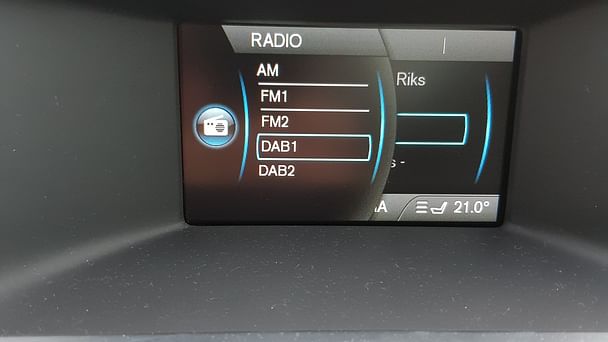 RADIO
AM
Riks
FM1
FM2
DAB1
DAB2
21.0°